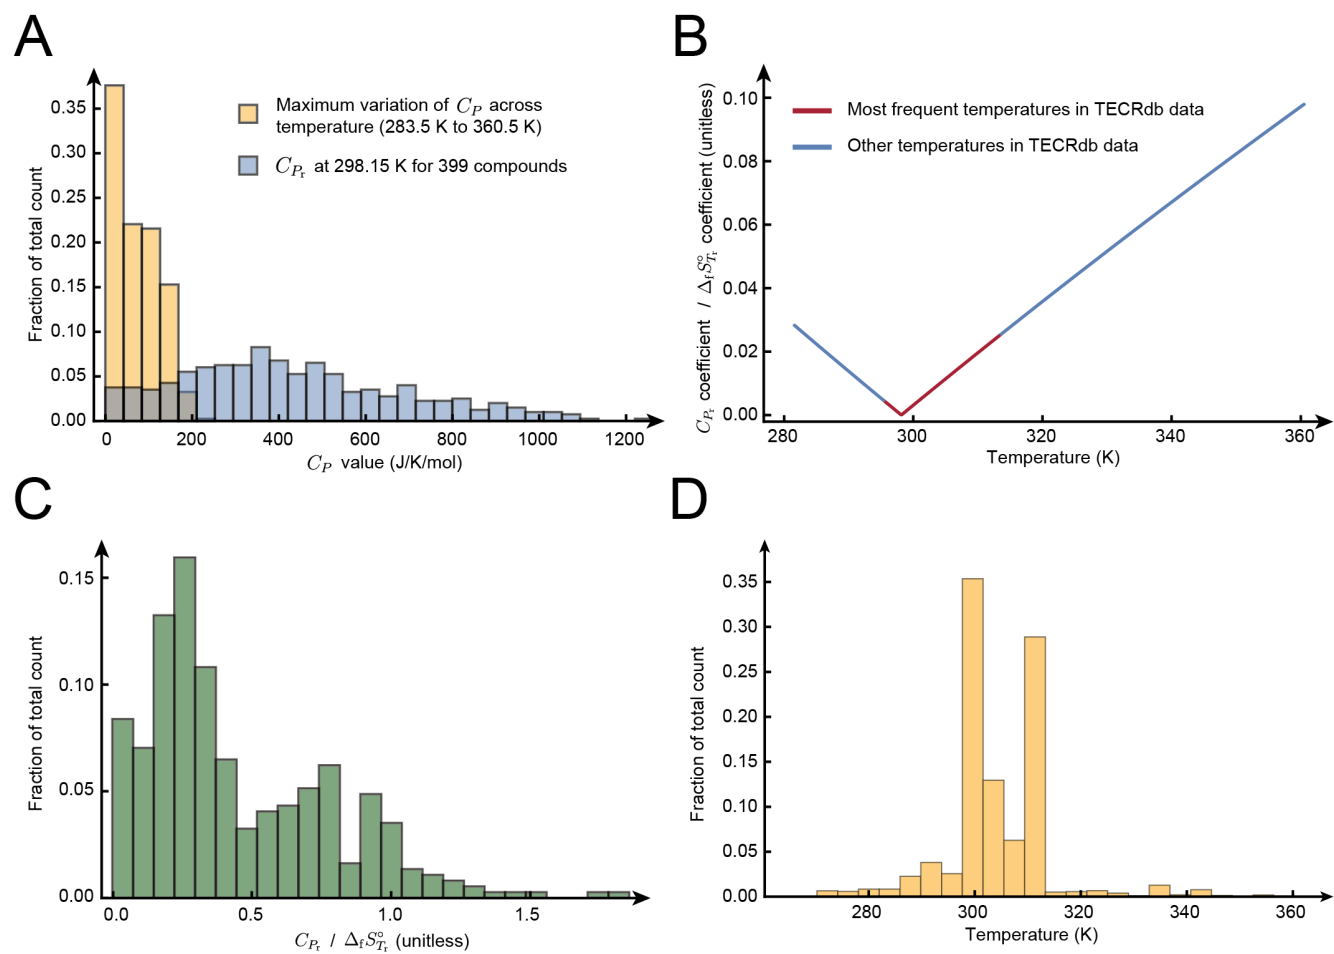 A
Fraction of total count
0.35
0.30
0.25
0.20
0.15
0.10
0.05
0.00
Maximum variation of C_P across
temperature (283.5 K to 360.5 K)
C_{P_r} at 298.15 K for 399 compounds
0 200 400 600 800 1000 1200
C_P value (J/K/mol)
B
C_{P_r} coefficient / Δ_f S°_{T_r} coefficient (unitless)
0.10
0.08
0.06
0.04
0.02
0.00
Most frequent temperatures in TECRdb data
Other temperatures in TECRdb data
280 300 320 340 360
Temperature (K)
C
Fraction of total count
0.15
0.10
0.05
0.00
0.0 0.5 1.0 1.5
C_{P_r} / Δ_f S°_{T_r} (unitless)
D
Fraction of total count
0.35
0.30
0.25
0.20
0.15
0.10
0.05
0.00
280 300 320 340 360
Temperature (K)